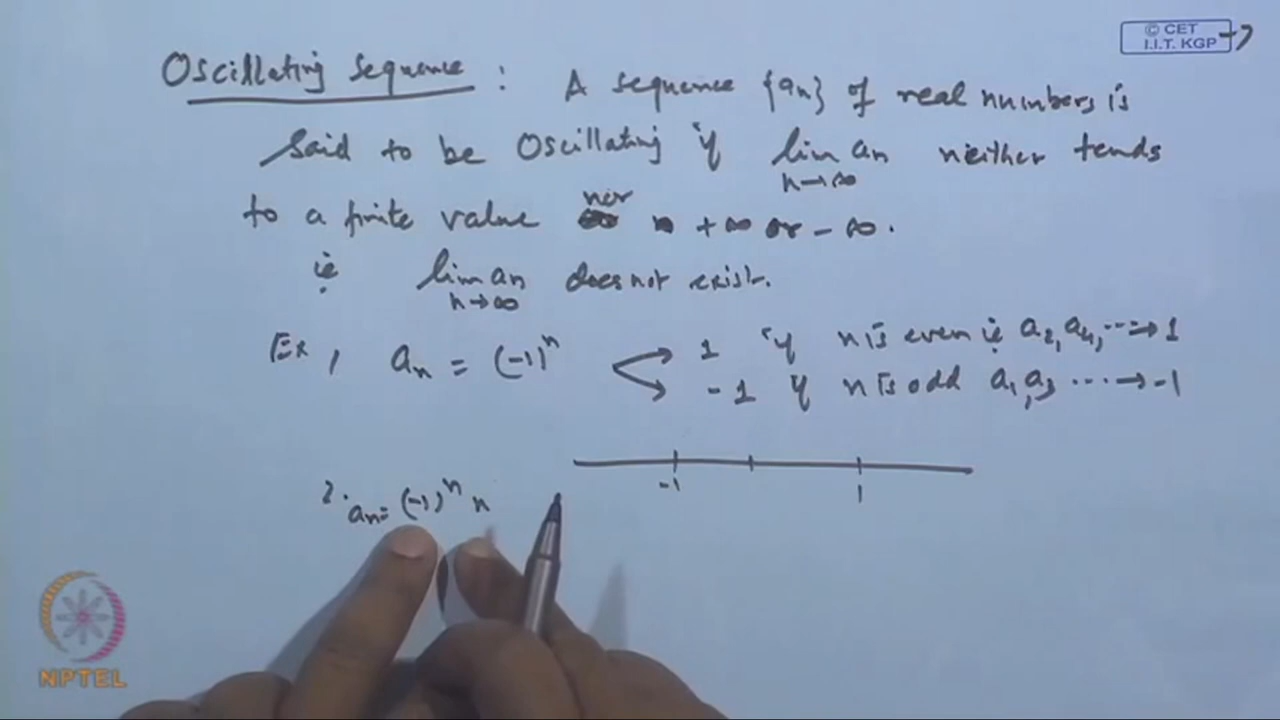 © CET
I.I.T. KGP
Oscillating Sequence : A sequence {an} of real numbers is
said to be Oscillating if lim an neither tends
n→∞
to a finite value nor +∞ or -∞.
ie lim an does not exist.
n→∞
Ex, an = (-1)^n 1 if n is even ie a2, a4, ...→ 1
-1 if n is odd a1, a3 ...→ -1
-1 1
2. an= (-1)^n n
NPTEL